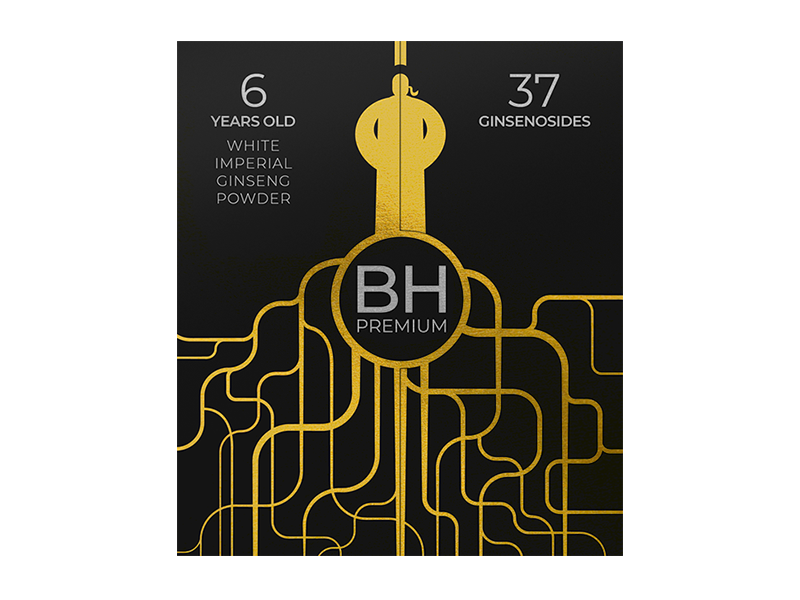 6
YEARS OLD
WHITE
IMPERIAL
GINSENG
POWDER
37
GINSENOSIDES
BH
PREMIUM